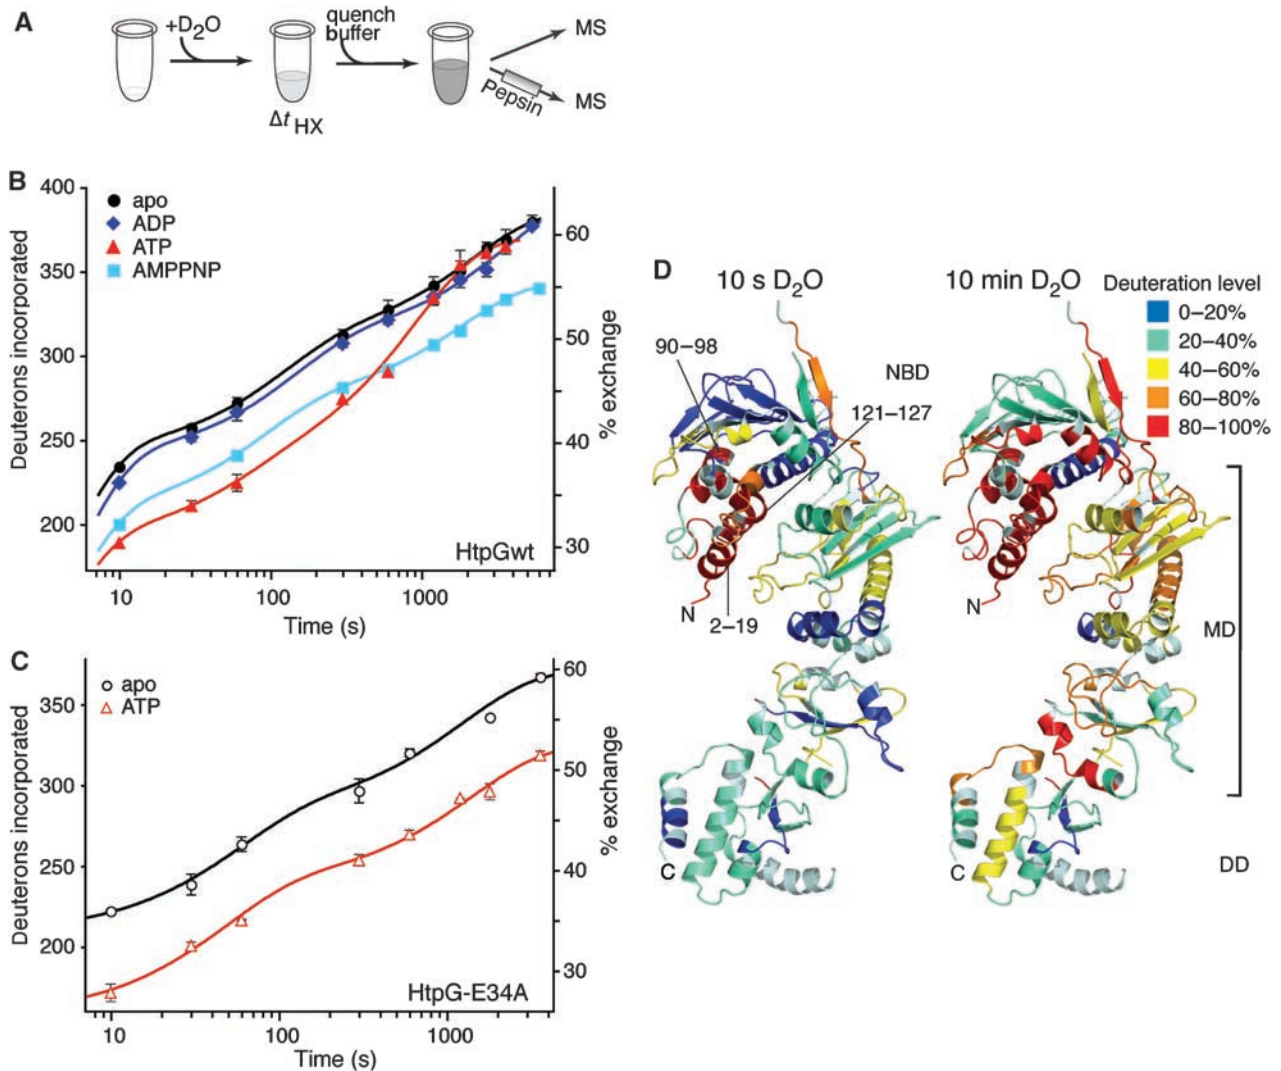 A
+D2O
quench
buffer
Δt HX
Pepsin
MS
MS
B
400
350
300
250
200
Deuterons incorporated
apo
ADP
ATP
AMPPNP
60
50
40
30
% exchange
HtpGwt
10
100
1000
Time (s)
C
350
300
250
200
Deuterons incorporated
apo
ATP
60
50
40
30
% exchange
HtpG-E34A
10
100
1000
Time (s)
D
10 s D2O
10 min D2O
Deuteration level
0–20%
20–40%
40–60%
60–80%
80–100%
90–98
NBD
121–127
N
2–19
N
MD
C
C
DD